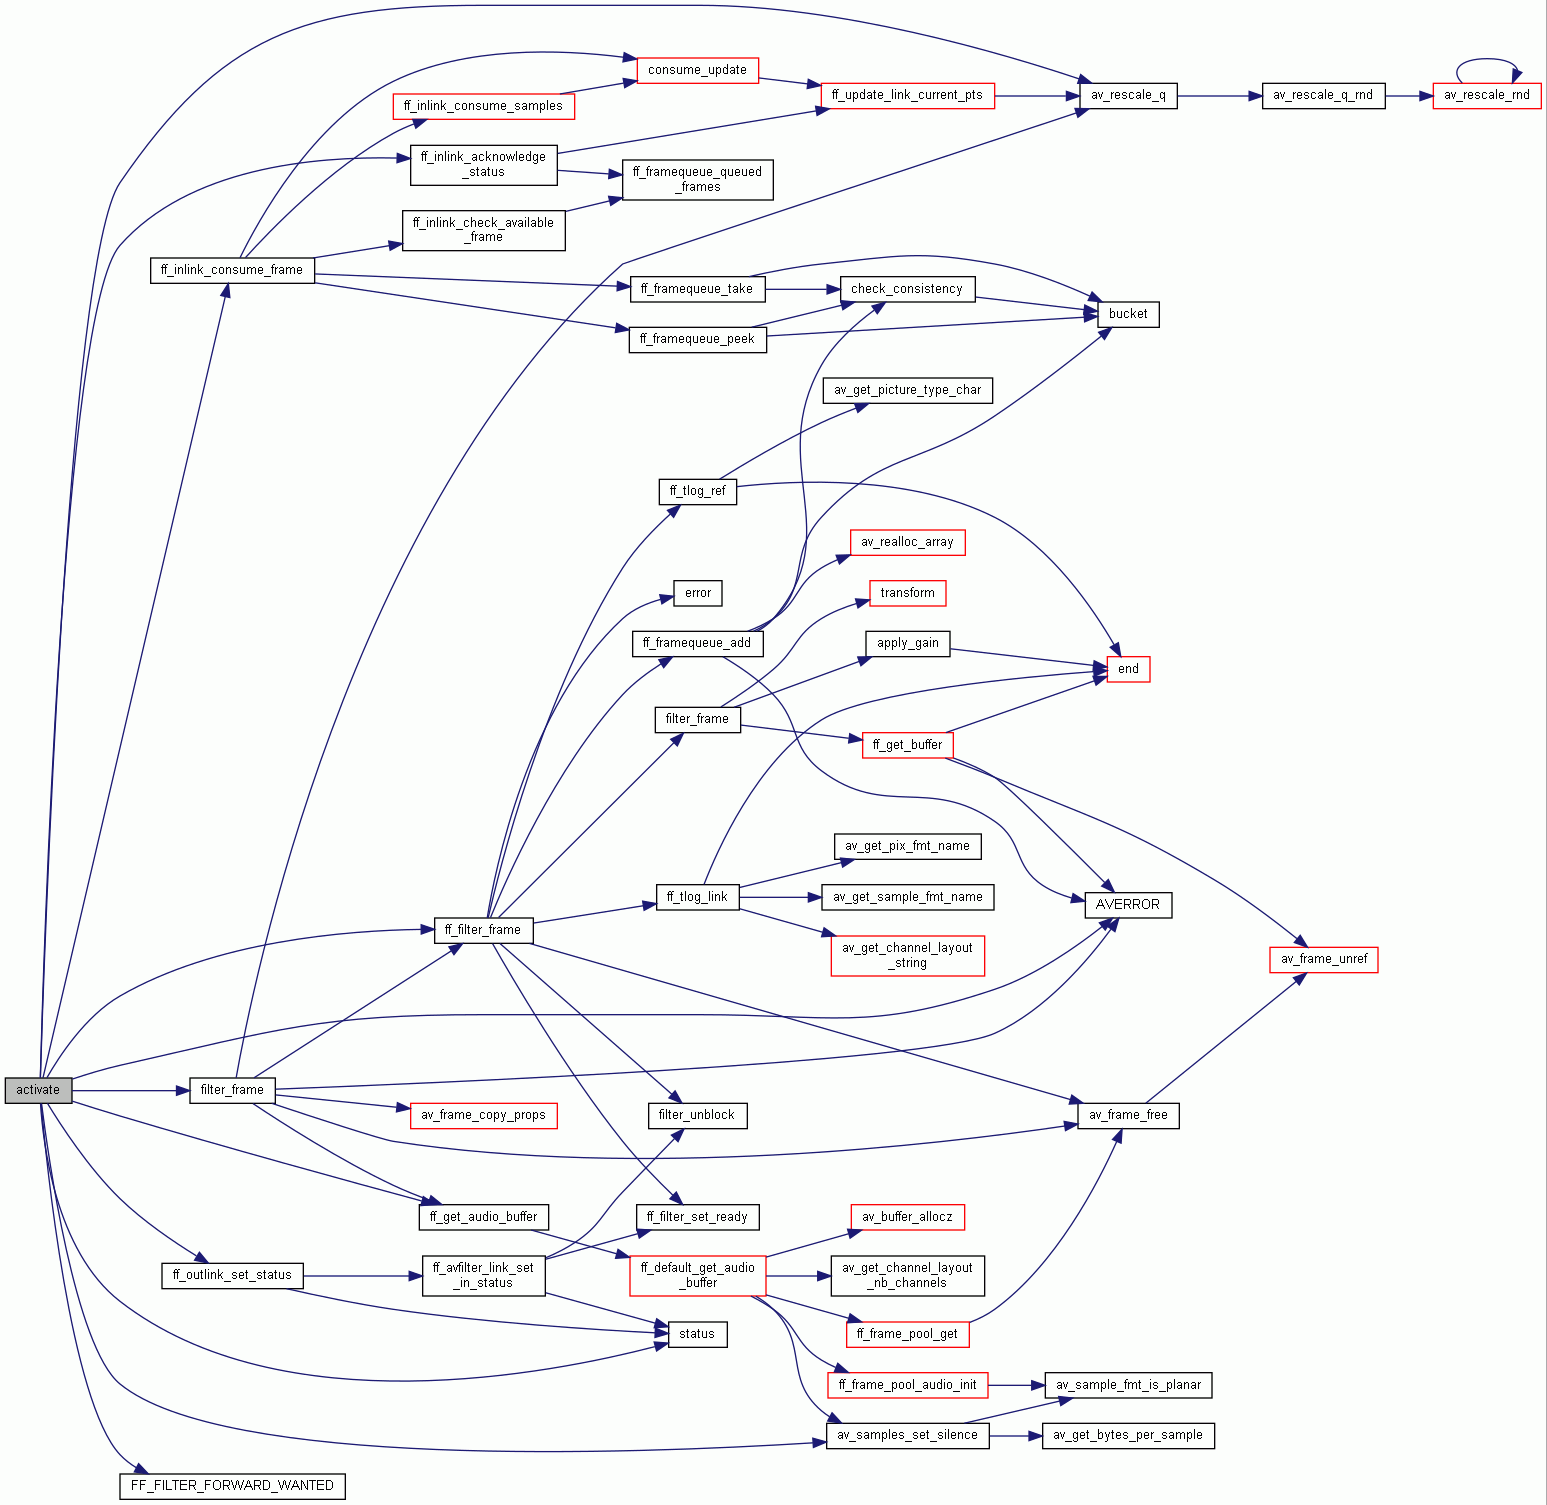 consume_update
ff_update_link_current_pts
av_rescale_q
av_rescale_q_rnd
av_rescale_rnd
ff_inlink_consume_samples
ff_inlink_acknowledge
_status
ff_framequeue_queued
_frames
ff_inlink_check_available
_frame
ff_inlink_consume_frame
ff_framequeue_take
check_consistency
bucket
ff_framequeue_peek
av_get_picture_type_char
ff_tlog_ref
av_realloc_array
error
transform
ff_framequeue_add
apply_gain
end
filter_frame
ff_get_buffer
av_get_pix_fmt_name
ff_tlog_link
av_get_sample_fmt_name
AVERROR
ff_filter_frame
av_get_channel_layout
_string
av_frame_unref
activate
filter_frame
av_frame_copy_props
filter_unblock
av_frame_free
ff_get_audio_buffer
ff_filter_set_ready
av_buffer_allocz
ff_outlink_set_status
ff_avfilter_link_set
_in_status
ff_default_get_audio
_buffer
av_get_channel_layout
_nb_channels
status
ff_frame_pool_get
ff_frame_pool_audio_init
av_sample_fmt_is_planar
av_samples_set_silence
av_get_bytes_per_sample
FF_FILTER_FORWARD_WANTED